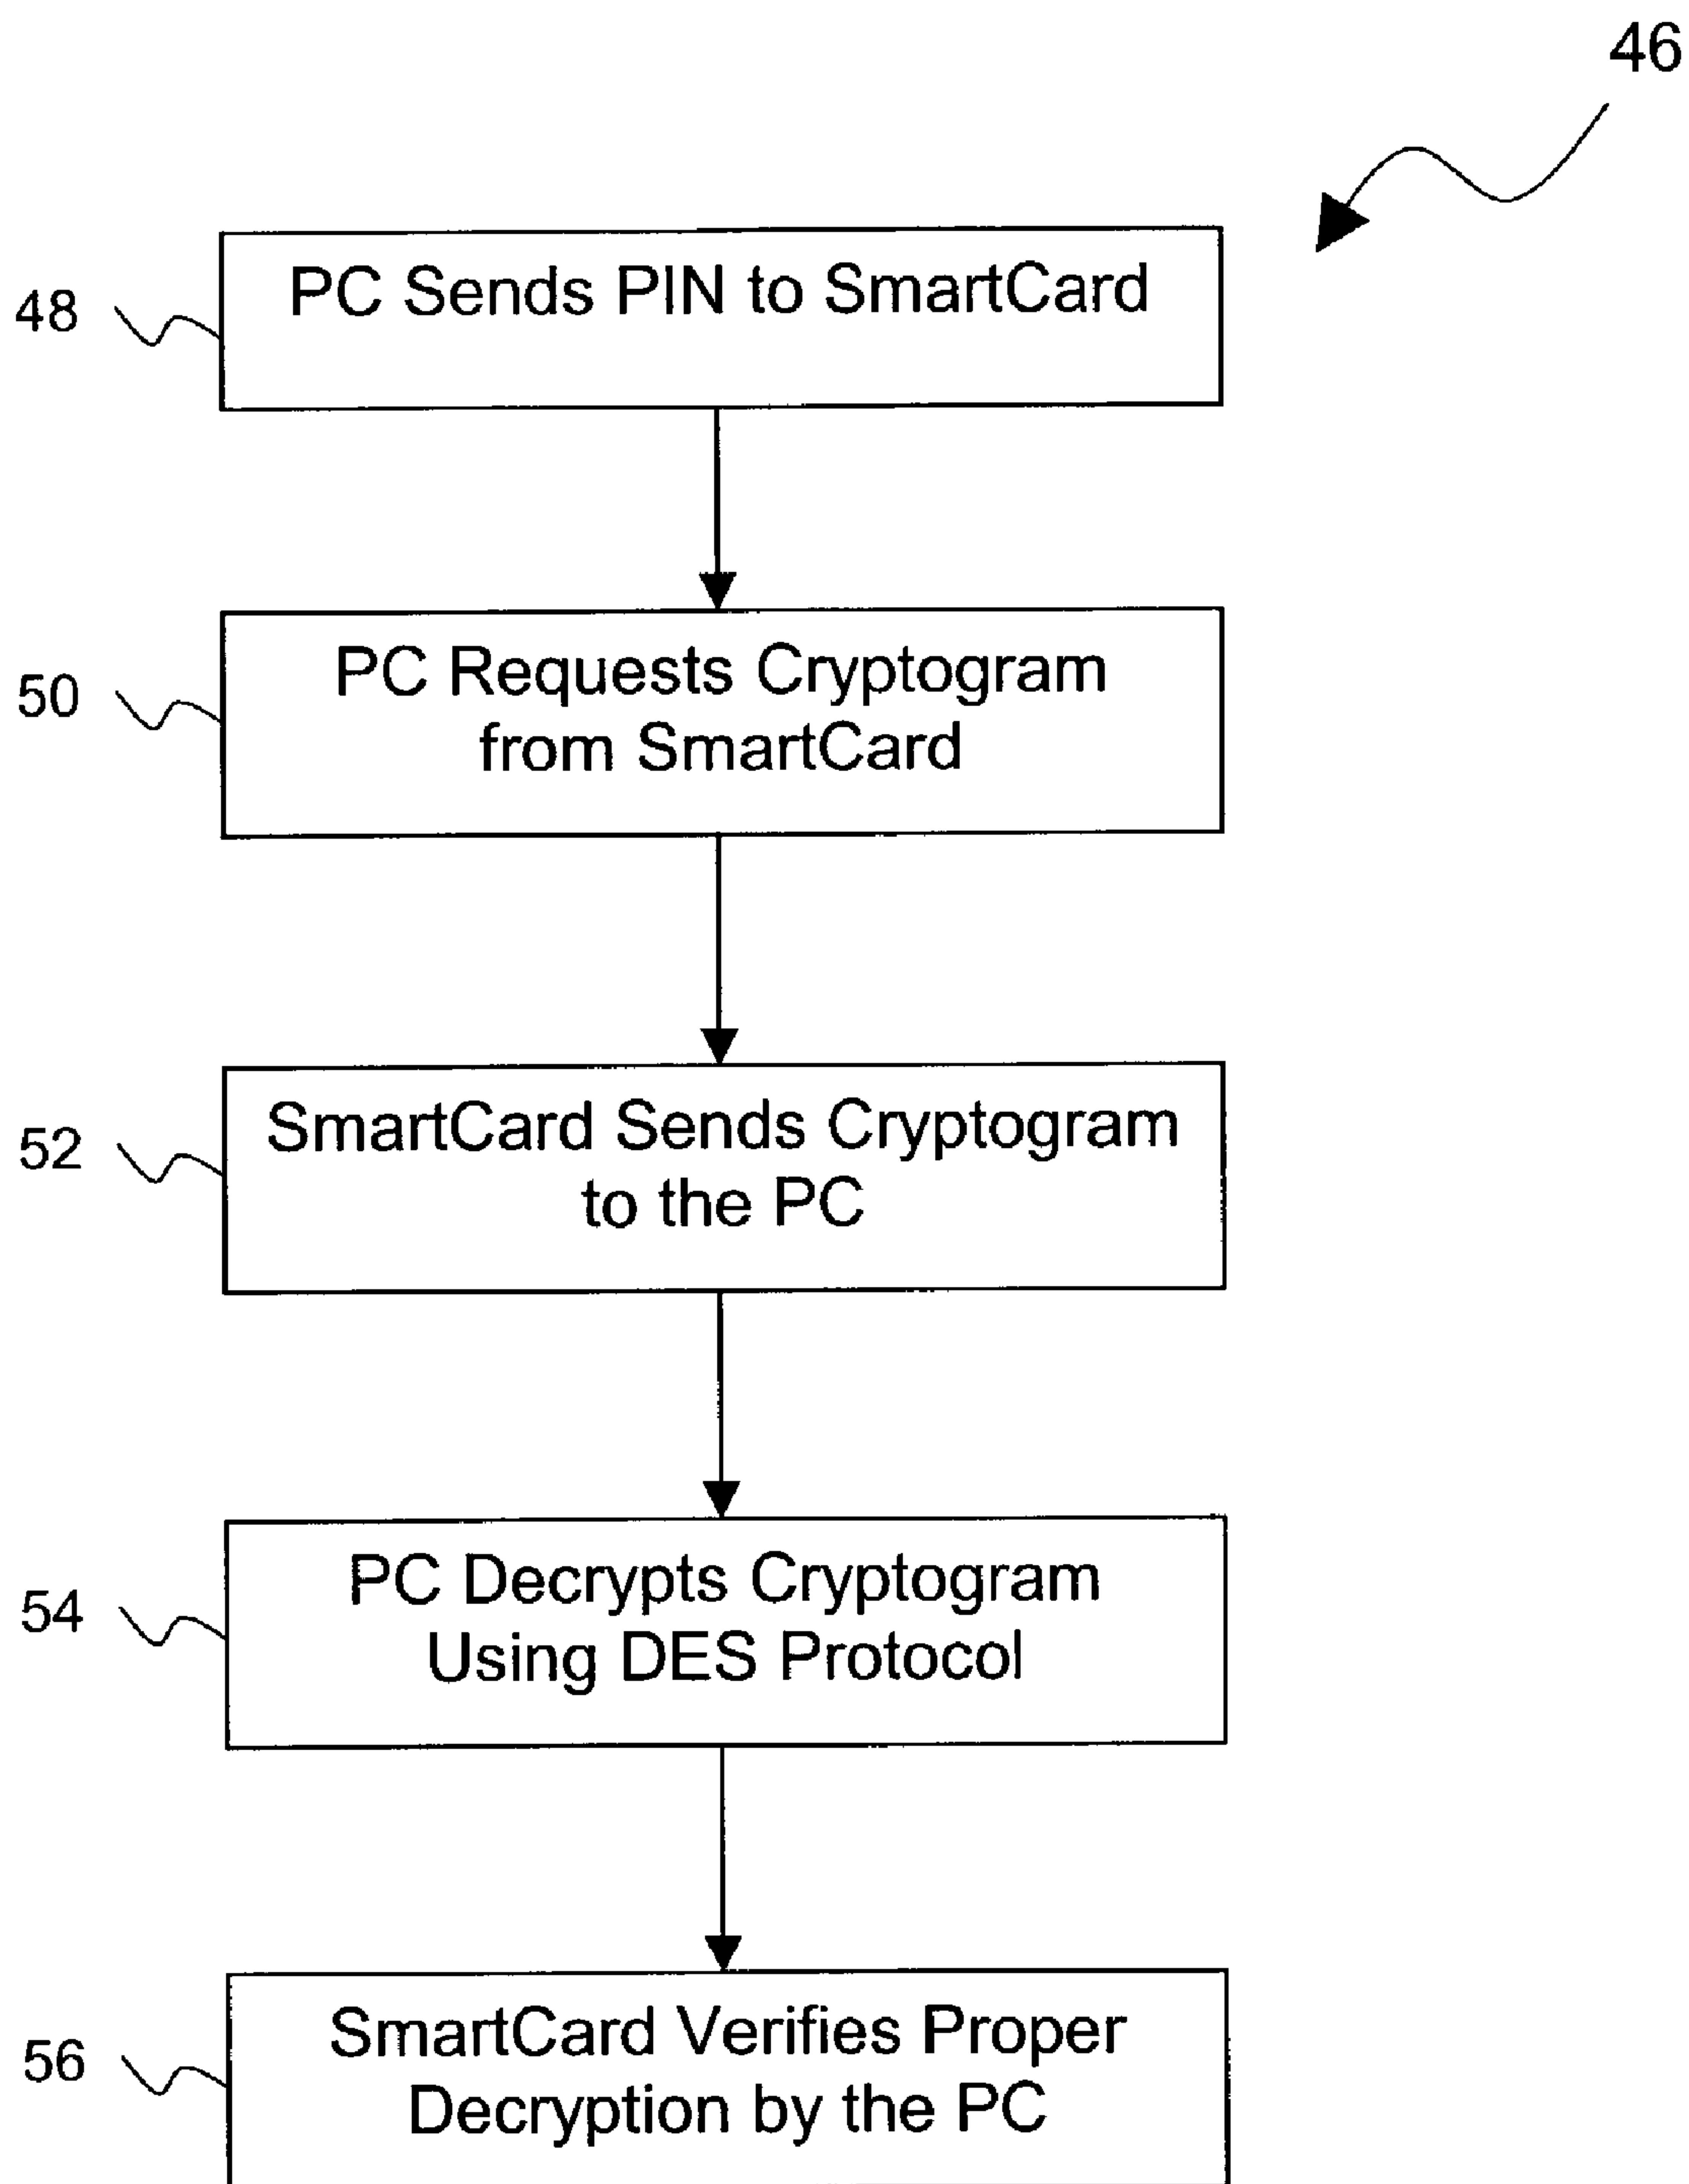 46
48
PC Sends PIN to SmartCard
50
PC Requests Cryptogram
from SmartCard
52
SmartCard Sends Cryptogram
to the PC
54
PC Decrypts Cryptogram
Using DES Protocol
56
SmartCard Verifies Proper
Decryption by the PC